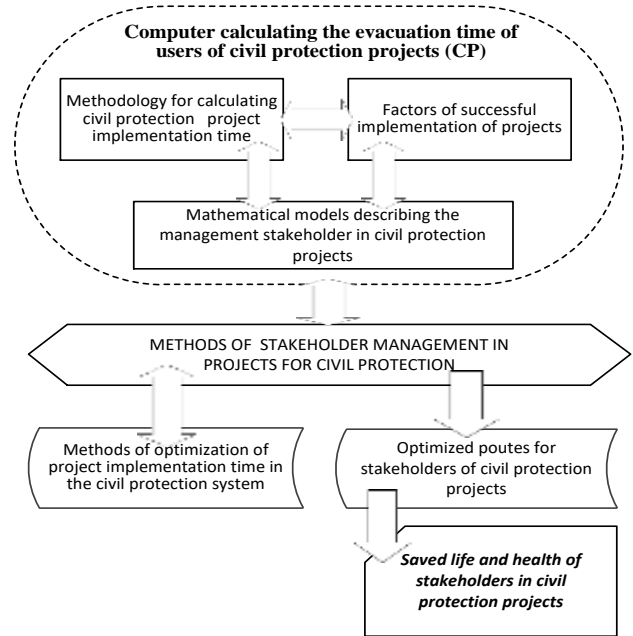 Computer calculating the evacuation time of
users of civil protection projects (CP)
Methodology for calculating
civil protection project
implementation time
Factors of successful
implementation of projects
Mathematical models describing the
management stakeholder in civil protection
projects
METHODS OF STAKEHOLDER MANAGEMENT IN
PROJECTS FOR CIVIL PROTECTION
Methods of optimization of
project implementation time in
the civil protection system
Optimized poutes for
stakeholders of civil protection
projects
Saved life and health of
stakeholders in civil
protection projects